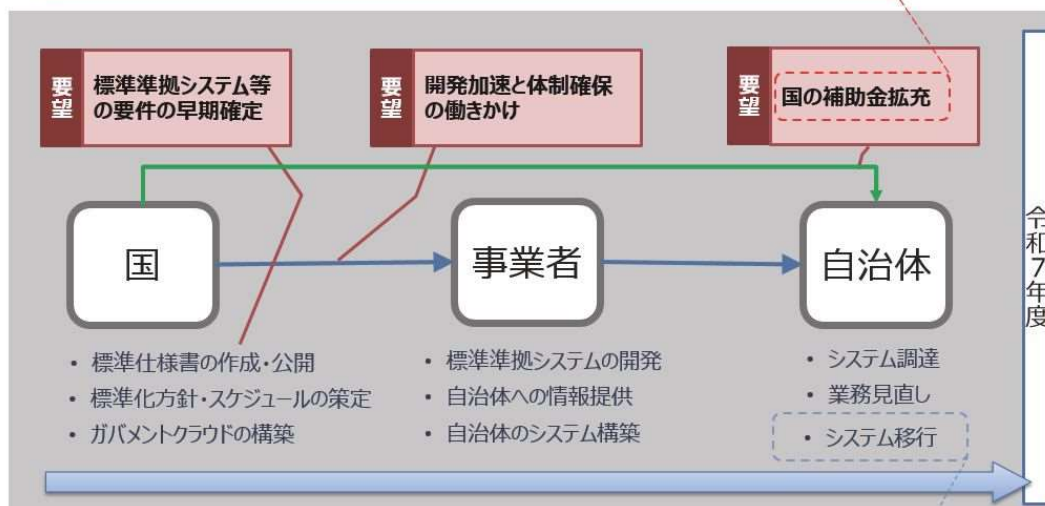 要望
標準準拠システム等
の要件の早期確定
要望
開発加速と体制確保
の働きかけ
要望
国の補助金拡充
国
事業者
自治体
・標準仕様書の作成・公開
・標準化方針・スケジュールの策定
・ガバメントクラウドの構築
・標準準拠システムの開発
・自治体への情報提供
・自治体のシステム構築
・システム調達
・業務見直し
・システム移行
令和7年度